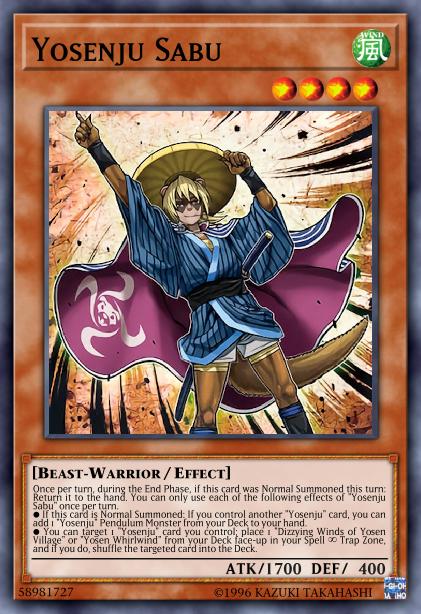 YOSENJU SABU
WIND
風
[BEAST-WARRIOR / EFFECT]
Once per turn, during the End Phase, if this card was Normal Summoned this turn:
Return it to the hand. You can only use each of the following effects of "Yosenju
Sabu" once per turn.
● If this card is Normal Summoned: If you control another "Yosenju" card, you can
add 1 "Yosenju" Pendulum Monster from your Deck to your hand.
● You can target 1 "Yosenju" card you control; place 1 "Dizzying Winds of Yosen
Village" or "Yosen Whirlwind" from your Deck face-up in your Spell ∞ Trap Zone,
and if you do, shuffle the targeted card into the Deck.
ATK/1700 DEF/ 400
58981727 ©1996 KAZUKI TAKAHASHI